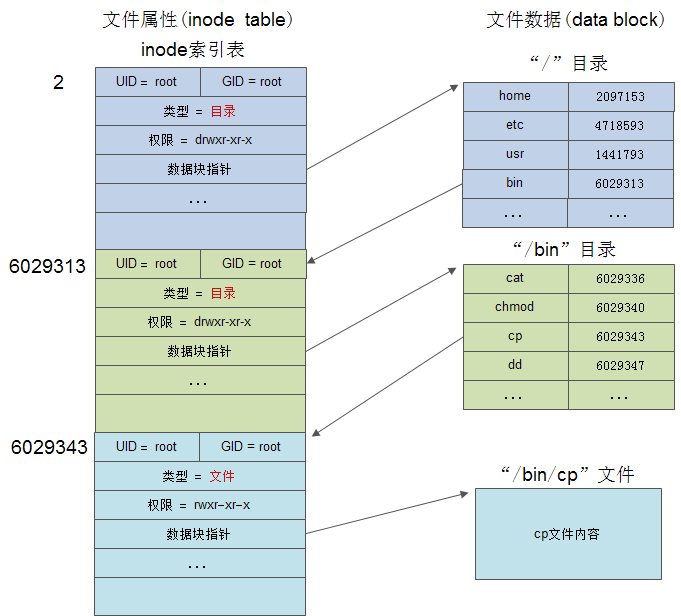 文件属性(inode table)
inode索引表
2
UID = root GID = root
类型 = 目录
权限 = drwxr-xr-x
数据块指针
...
6029313
UID = root GID = root
类型 = 目录
权限 = drwxr-xr-x
数据块指针
...
6029343
UID = root GID = root
类型 = 文件
权限 = rwxr–xr–x
数据块指针
...
文件数据(data block)
“/”目录
home 2097153
etc 4718593
usr 1441793
bin 6029313
... ...
“/bin”目录
cat 6029336
chmod 6029340
cp 6029343
dd 6029347
... ...
“/bin/cp”文件
cp文件内容